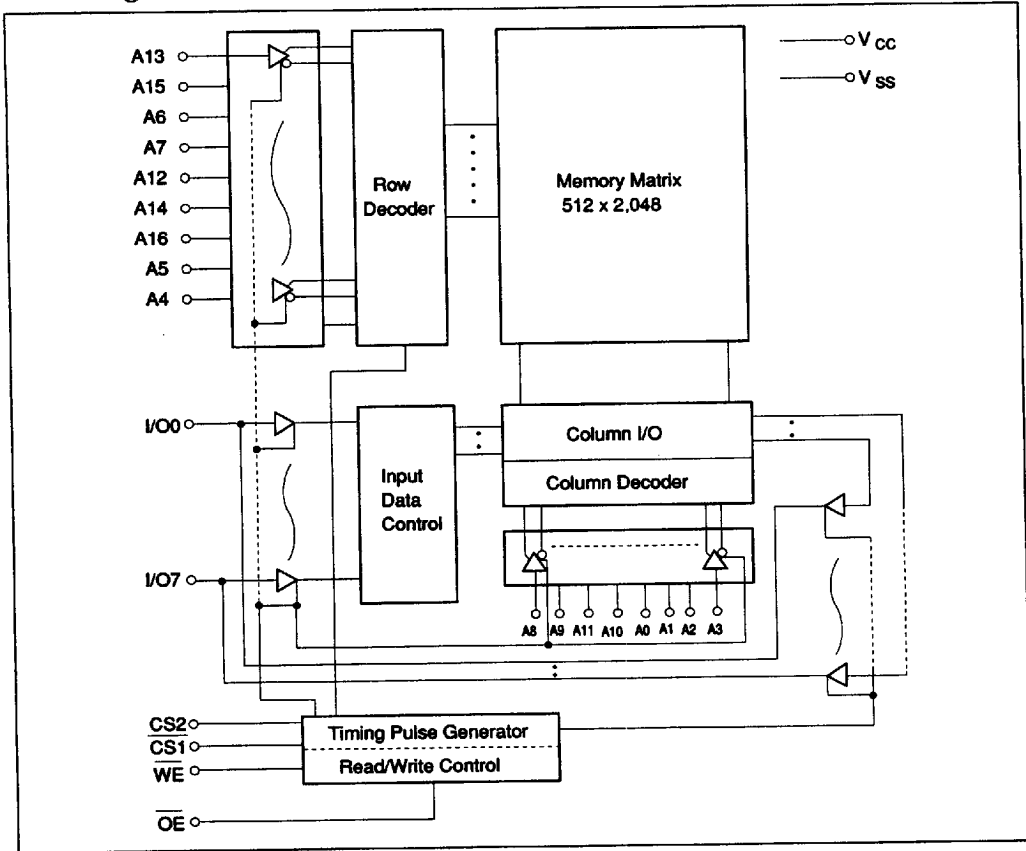 A13
A15
A6
A7
A12
A14
A16
A5
A4
Row
Decoder
Memory Matrix
512 x 2,048
V CC
V SS
I/O0
I/O7
Input
Data
Control
Column I/O
Column Decoder
A8 A9 A11 A10 A0 A1 A2 A3
CS2
CS1
WE
OE
Timing Pulse Generator
Read/Write Control